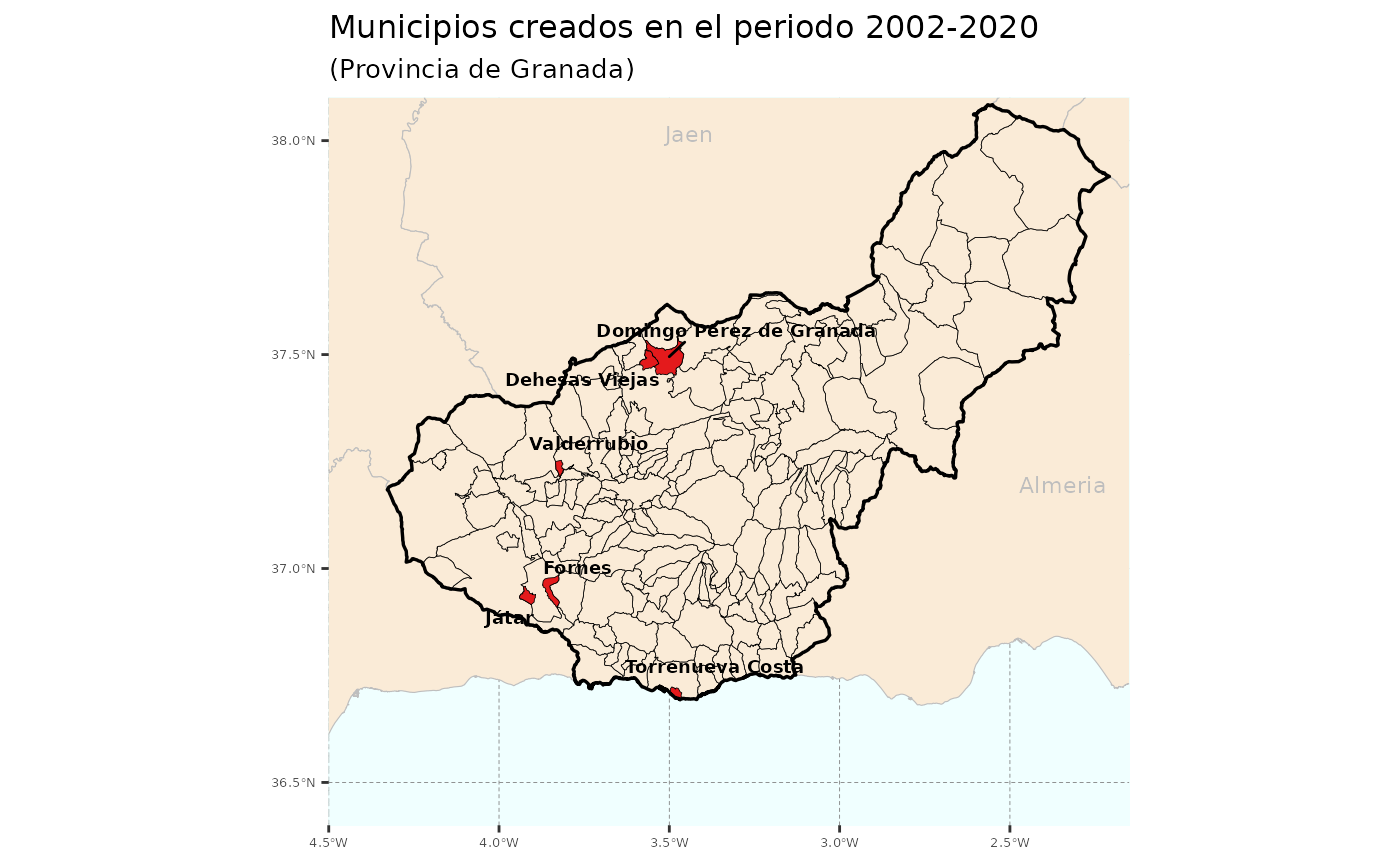 Municipios creados en el periodo 2002-2020
(Provincia de Granada)
Jaen
38.0°N
Domingo Pérez de Granada
37.5°N
Dehesas Viejas
Valderrubio
Almeria
37.0°N
Fornes
Játar
Torrenueva Costa
36.5°N
4.5°W 4.0°W 3.5°W 3.0°W 2.5°W